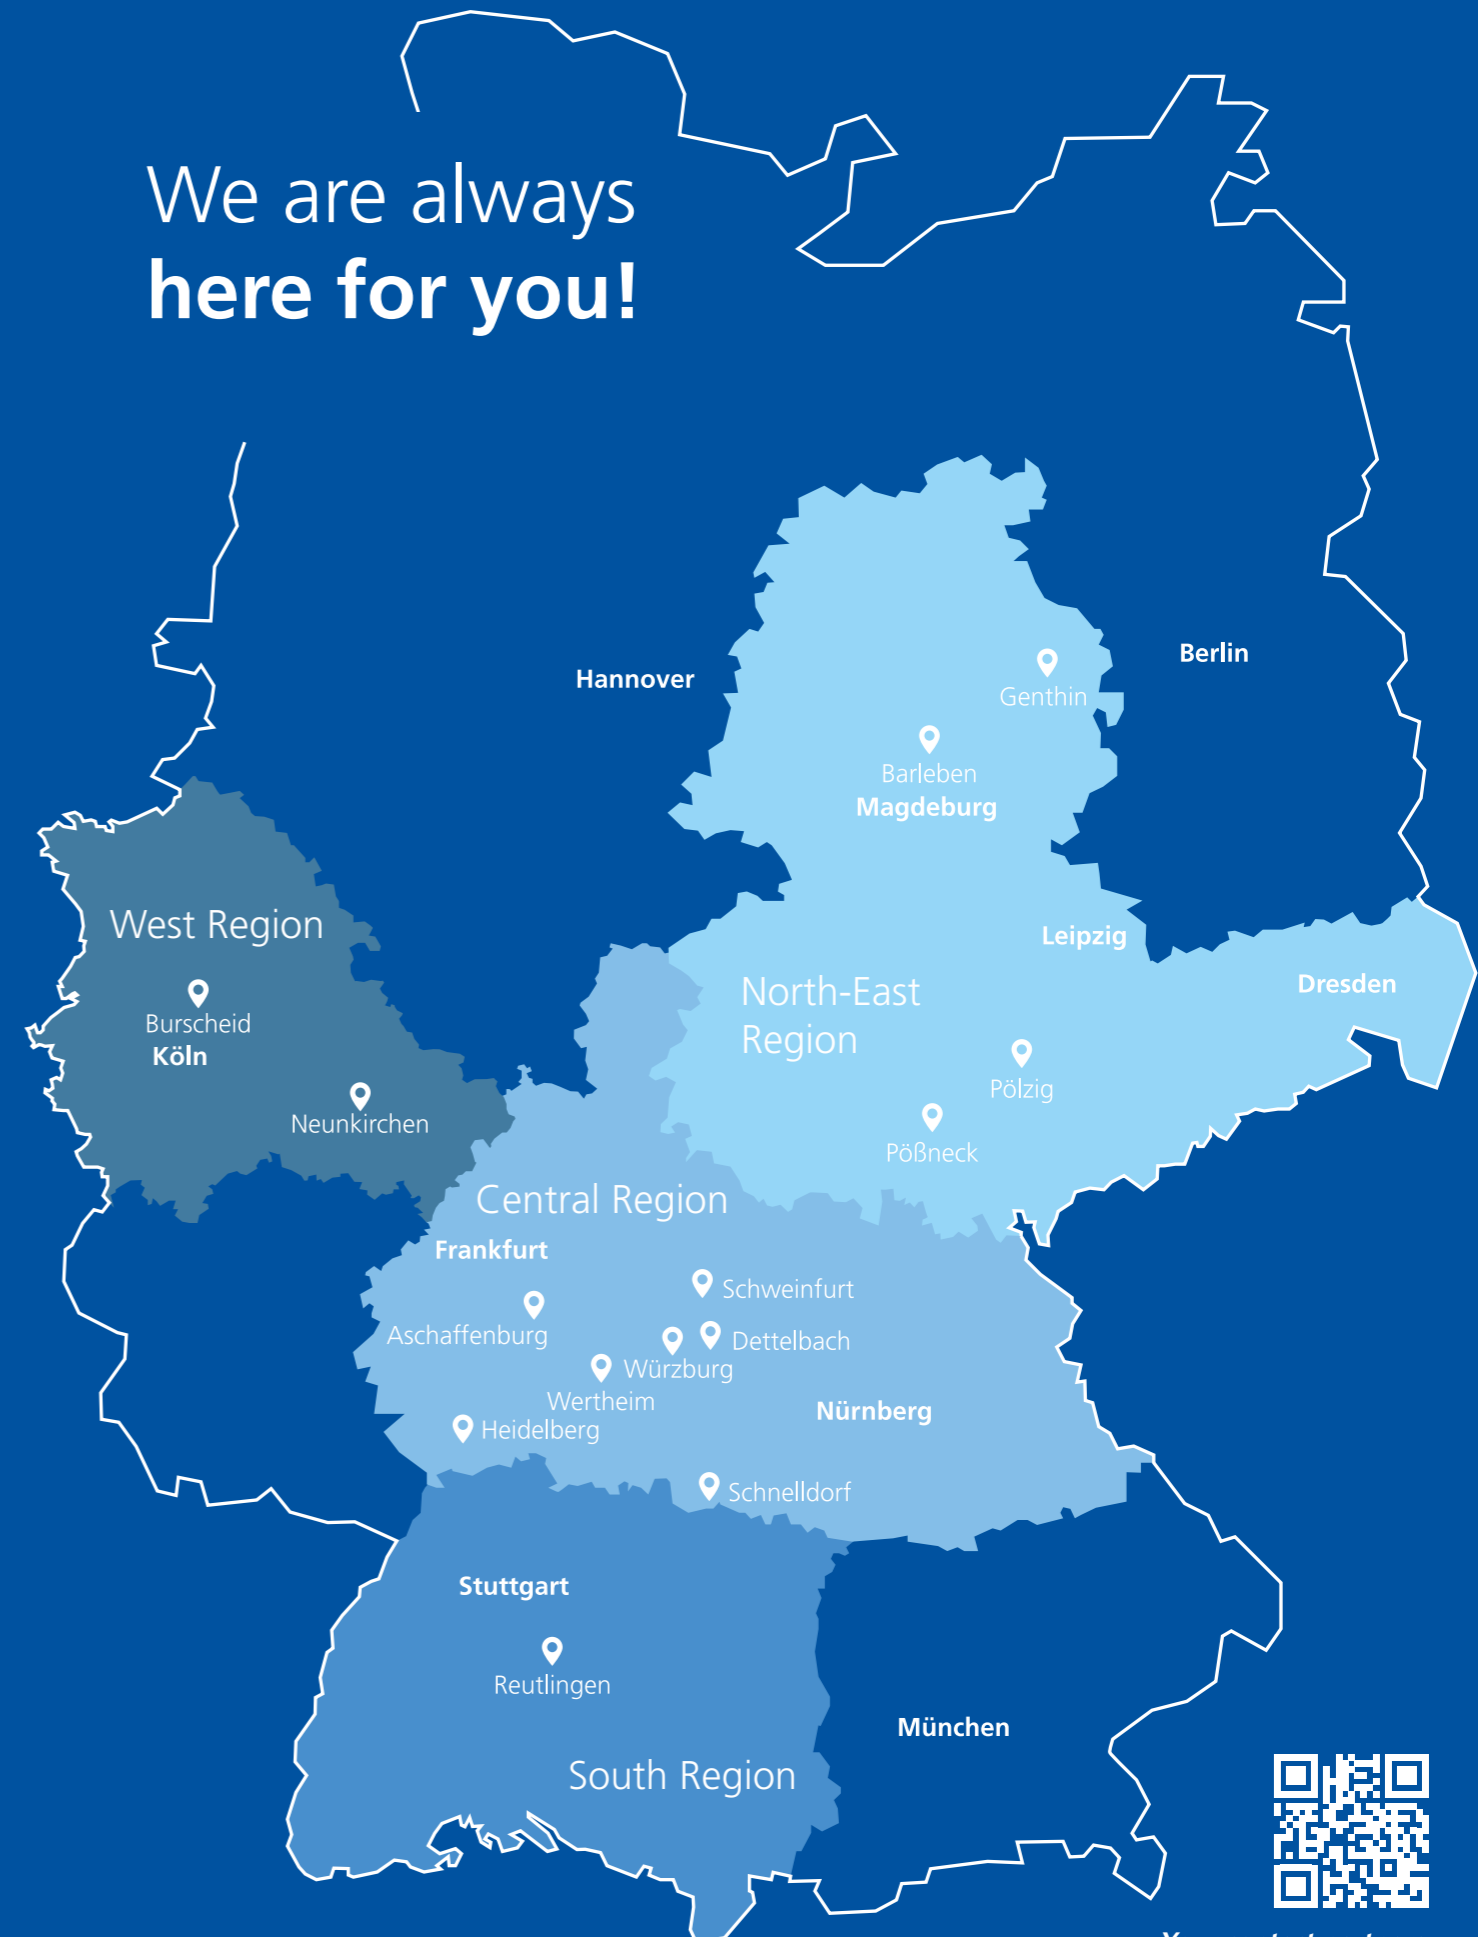 We are always
here for you!
Hannover
Berlin
Genthin
Barleben
Magdeburg
West Region
Leipzig
Dresden
North-East
Region
Burscheid
Köln
Neunkirchen
Pölzig
Pößneck
Central Region
Frankfurt
Schweinfurt
Aschaffenburg
Dettelbach
Würzburg
Wertheim
Nürnberg
Heidelberg
Schnelldorf
Stuttgart
Reutlingen
München
South Region